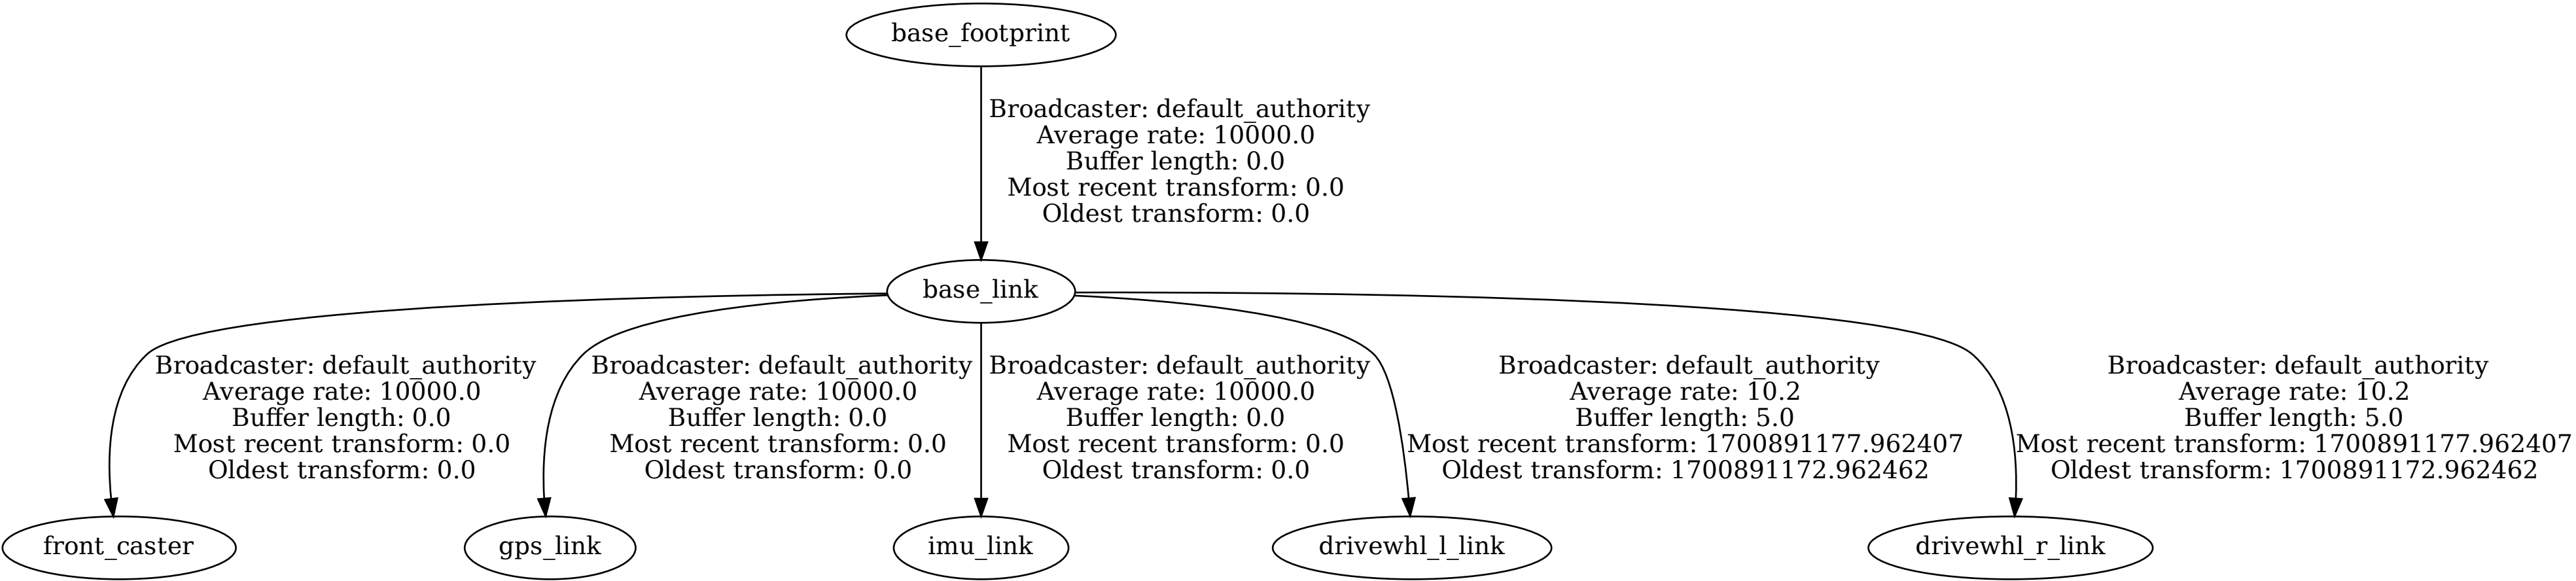 base_footprint
Broadcaster: default_authority
Average rate: 10000.0
Buffer length: 0.0
Most recent transform: 0.0
Oldest transform: 0.0
base_link
Broadcaster: default_authority
Average rate: 10000.0
Buffer length: 0.0
Most recent transform: 0.0
Oldest transform: 0.0
Broadcaster: default_authority
Average rate: 10000.0
Buffer length: 0.0
Most recent transform: 0.0
Oldest transform: 0.0
Broadcaster: default_authority
Average rate: 10000.0
Buffer length: 0.0
Most recent transform: 0.0
Oldest transform: 0.0
Broadcaster: default_authority
Average rate: 10.2
Buffer length: 5.0
Most recent transform: 1700891177.962407
Oldest transform: 1700891172.962462
Broadcaster: default_authority
Average rate: 10.2
Buffer length: 5.0
Most recent transform: 1700891177.962407
Oldest transform: 1700891172.962462
front_caster
gps_link
imu_link
drivewhl_l_link
drivewhl_r_link